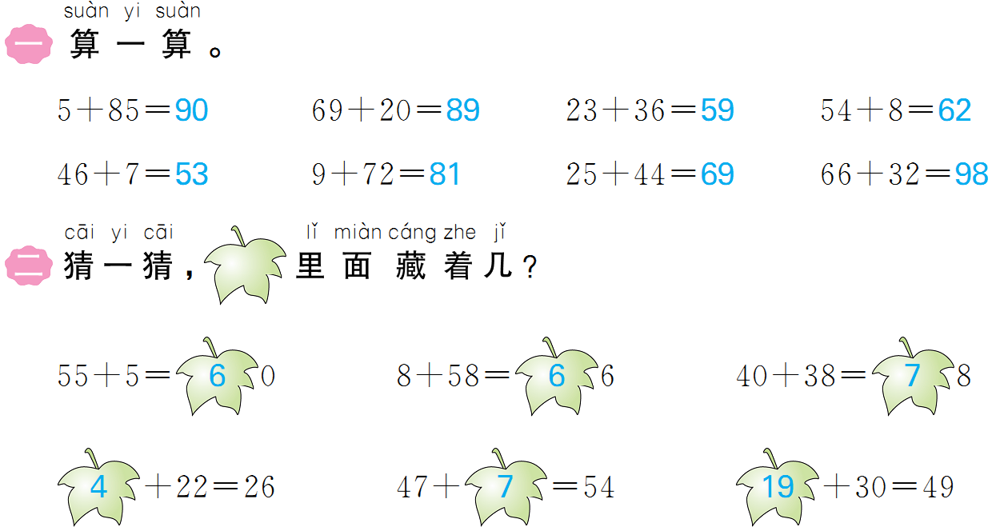 suàn yi suàn
一 算一算。
5+85=90 69+20=89 23+36=59 54+8=62
46+7=53 9+72=81 25+44=69 66+32=98
cāi yi cāi lǐ miàn cáng zhe jǐ
二 猜一猜, 里面藏着几?
55+5=60 8+58=66 40+38=78
4+22=26 47+7=54 19+30=49